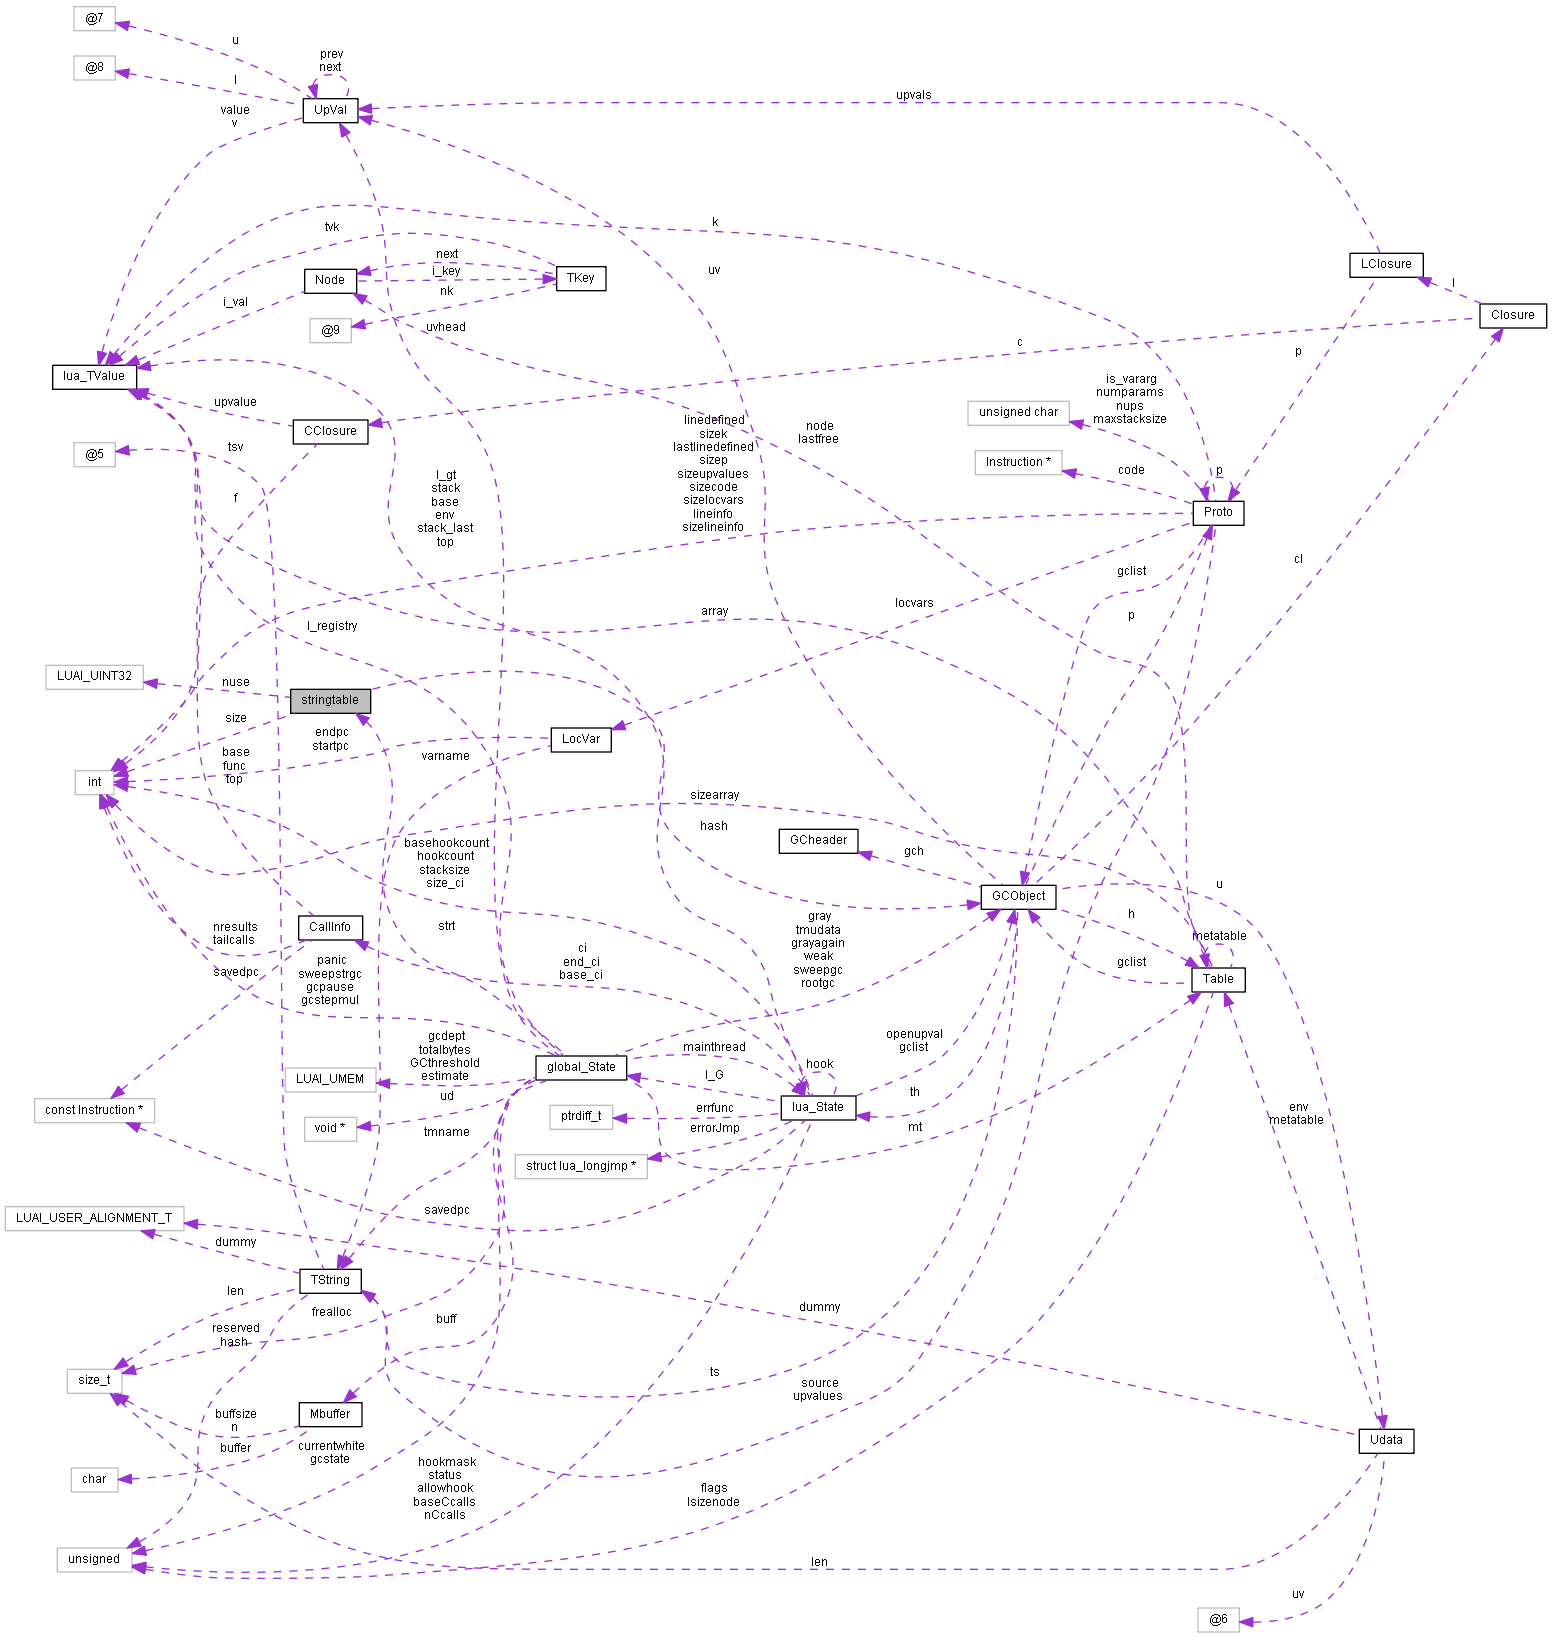 @7
u
@8
l
prev
next
UpVal
value
v
upvals
k
tvk
next
i_key
Node
TKey
nk
i_val
@9
uvhead
uv
LClosure
l
Closure
c
p
lua_TValue
upvalue
CClosure
tsv
@5
f
l_gt
stack
base
env
stack_last
top
linedefined
sizek
lastlinedefined
sizep
sizeupvalues
sizecode
sizelocvars
lineinfo
sizelineinfo
node
lastfree
is_vararg
numparams
nups
maxstacksize
unsigned char
Instruction *
code
p
Proto
cl
gclist
p
locvars
array
l_registry
LUAI_UINT32
nuse
stringtable
size
endpc
startpc
LocVar
varname
base
func
top
int
sizearray
hash
GCheader
gch
GCObject
u
basehookcount
hookcount
stacksize
size_ci
h
metatable
gclist
Table
CallInfo
nresults
tailcalls
strt
gray
tmudata
grayagain
weak
sweepgc
rootgc
savedpc
panic
sweepstrgc
gcpause
gcstepmul
ci
end_ci
base_ci
gcdept
totalbytes
GCthreshold
estimate
LUAI_UMEM
global_State
mainthread
l_G
hook
openupval
gclist
lua_State
th
mt
env
metatable
const Instruction *
ud
void *
ptrdiff_t
errfunc
errorJmp
struct lua_longjmp *
tmname
LUAI_USER_ALIGNMENT_T
savedpc
dummy
TString
len
frealloc
reserved
hash
buff
dummy
size_t
ts
source
upvalues
Mbuffer
buffsize
n
buffer
char
currentwhite
gcstate
hookmask
status
allowhook
baseCcalls
nCcalls
flags
lsizenode
Udata
unsigned
len
uv
@6